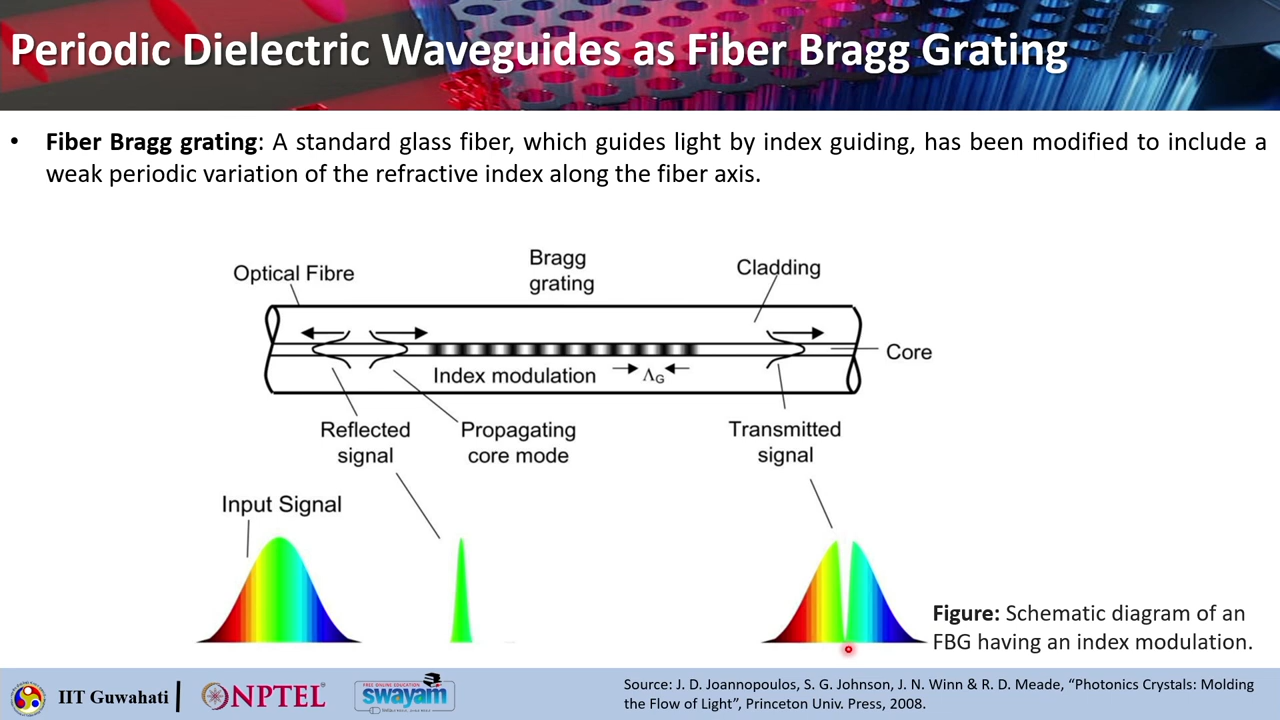 Periodic Dielectric Waveguides as Fiber Bragg Grating
• Fiber Bragg grating: A standard glass fiber, which guides light by index guiding, has been modified to include a
weak periodic variation of the refractive index along the fiber axis.
Optical Fibre
Bragg
grating
Cladding
Core
Index modulation
ΛG
Reflected
signal
Propagating
core mode
Transmitted
signal
Input Signal
Figure: Schematic diagram of an
FBG having an index modulation.
IIT Guwahati
NPTEL
FREE ONLINE EDUCATION
swayam
Source: J. D. Joannopoulos, S. G. Johnson, J. N. Winn & R. D. Meade, “Photonics Crystals: Molding
the Flow of Light”, Princeton Univ. Press, 2008.